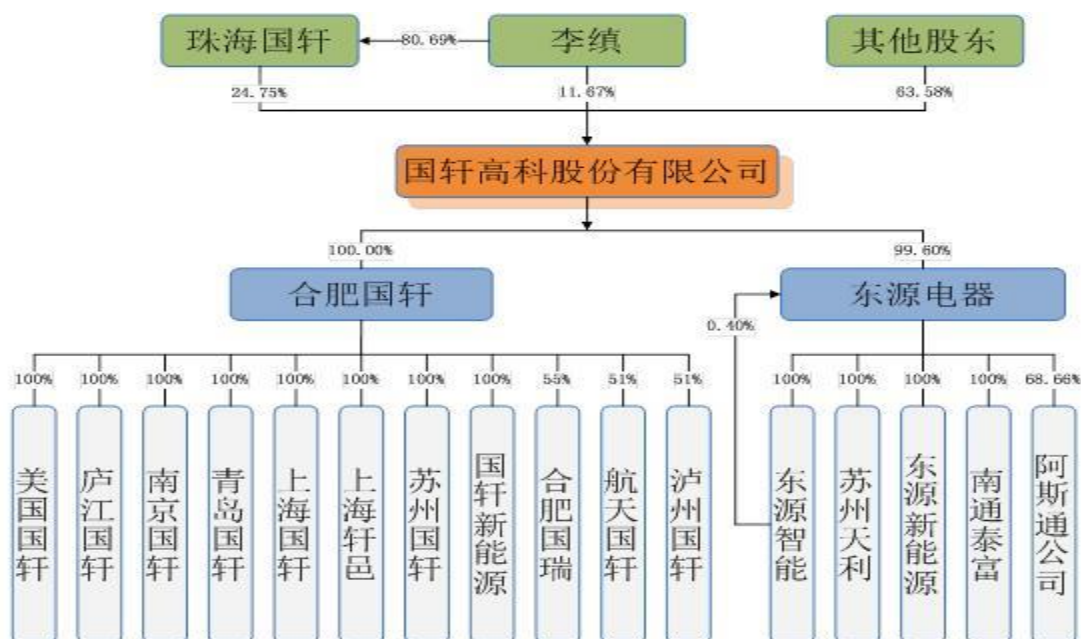 珠海国轩
80.69%
李缜
其他股东
24.75%
11.67%
63.58%
国轩高科股份有限公司
100.00%
99.60%
合肥国轩
东源电器
0.40%
100%
100%
100%
100%
100%
100%
100%
100%
55%
51%
51%
100%
100%
100%
100%
68.66%
美国国轩
庐江国轩
南京国轩
青岛国轩
上海国轩
上海轩邑
苏州国轩
国轩新能源
合肥国瑞
航天国轩
泸州国轩
东源智能
苏州天利
东源新能源
南通泰富
阿斯通公司